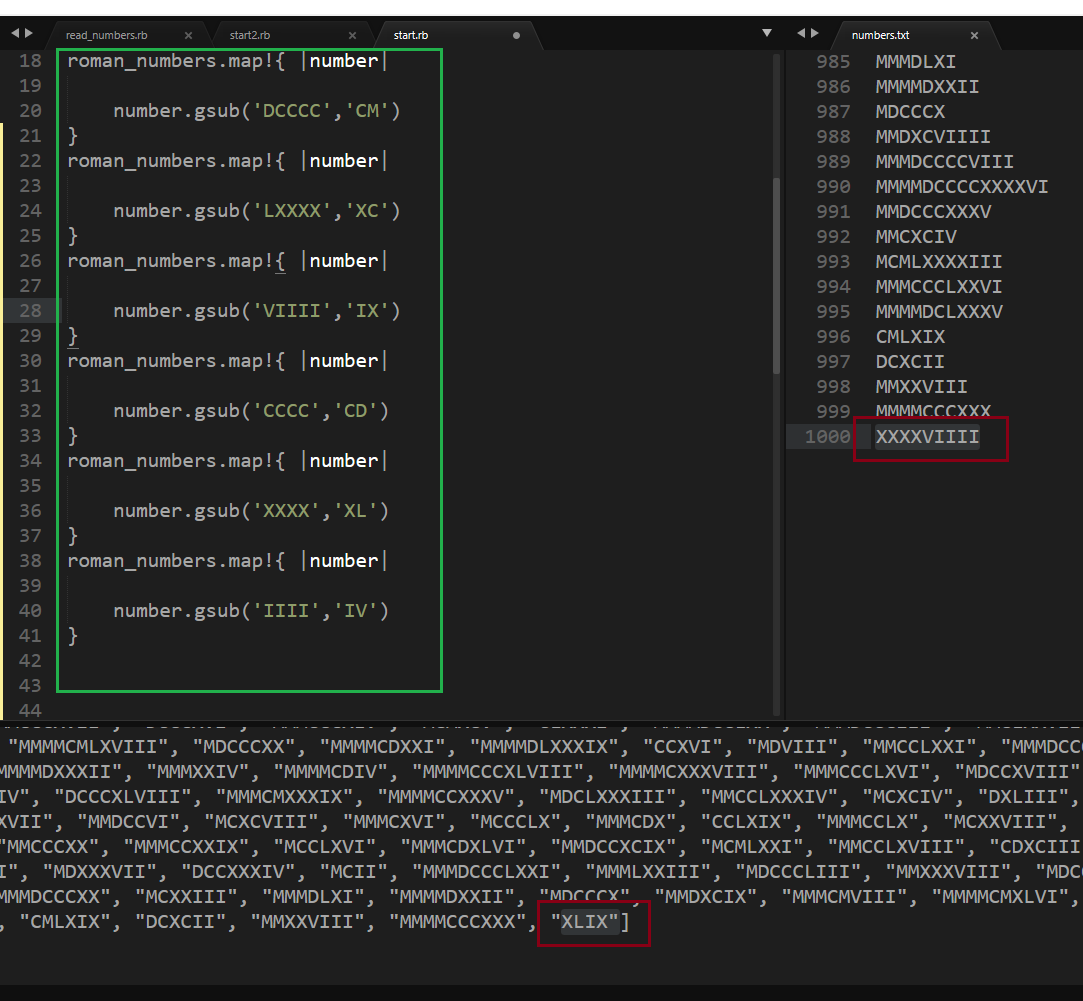 read_numbers.rb × start2.rb × start.rb numbers.txt ×
18 roman_numbers.map!{ |number|
19
20 number.gsub('DCCCC','CM')
21 }
22 roman_numbers.map!{ |number|
23
24 number.gsub('LXXXX','XC')
25 }
26 roman_numbers.map!{ |number|
27
28 number.gsub('VIIII','IX')
29 }
30 roman_numbers.map!{ |number|
31
32 number.gsub('CCCC','CD')
33 }
34 roman_numbers.map!{ |number|
35
36 number.gsub('XXXX','XL')
37 }
38 roman_numbers.map!{ |number|
39
40 number.gsub('IIII','IV')
41 }
42
43
44
985 MMMDLXI
986 MMMMDXXII
987 MDCCCX
988 MMDXCVIIII
989 MMMDCCCCVIII
990 MMMMDCCCCXXXXVI
991 MMDCCCXXXV
992 MMCXCIV
993 MCMLXXXXIII
994 MMMCCCLXXVI
995 MMMMDCLXXXV
996 CMLXIX
997 DCXCII
998 MMXXVIII
999 MMMMCCCXXX
1000 XXXXVIIII
"MMMMCMLXVIII", "MDCCCXX", "MMMMCDXXI", "MMMMDLXXXIX", "CCXVI", "MDVIII", "MMCCLXXI", "MMMDCC
MMMMDXXXII", "MMMXXIV", "MMMMCDIV", "MMMMCCCXLVIII", "MMMMCXXXVIII", "MMMCCCLXVI", "MDCCXVIII"
IV", "DCCCXLVIII", "MMMCMXXXIX", "MMMMCCXXXV", "MDCLXXXIII", "MMCCLXXXIV", "MCXCIV", "DXLIII",
XVII", "MMDCCVI", "MCXCVIII", "MMMCXVI", "MCCCLX", "MMMCDX", "CCLXIX", "MMMCCLX", "MCXXVIII",
"MMCCCXX", "MMMCCXXIX", "MCCLXVI", "MMMCDXLVI", "MMDCCXCIX", "MCMLXXI", "MMCCLXVIII", "CDXCIII
I", "MDXXXVII", "DCCXXXIV", "MCII", "MMMDCCCLXXI", "MMMLXXIII", "MDCCCLIII", "MMXXXVIII", "MDC
MMMDCCCXX", "MCXXIII", "MMMDLXI", "MMMMDXXII", "MDCCCX", "MMDXCIX", "MMMCMVIII", "MMMMCMXLVI",
, "CMLXIX", "DCXCII", "MMXXVIII", "MMMMCCCXXX", "XLIX"]